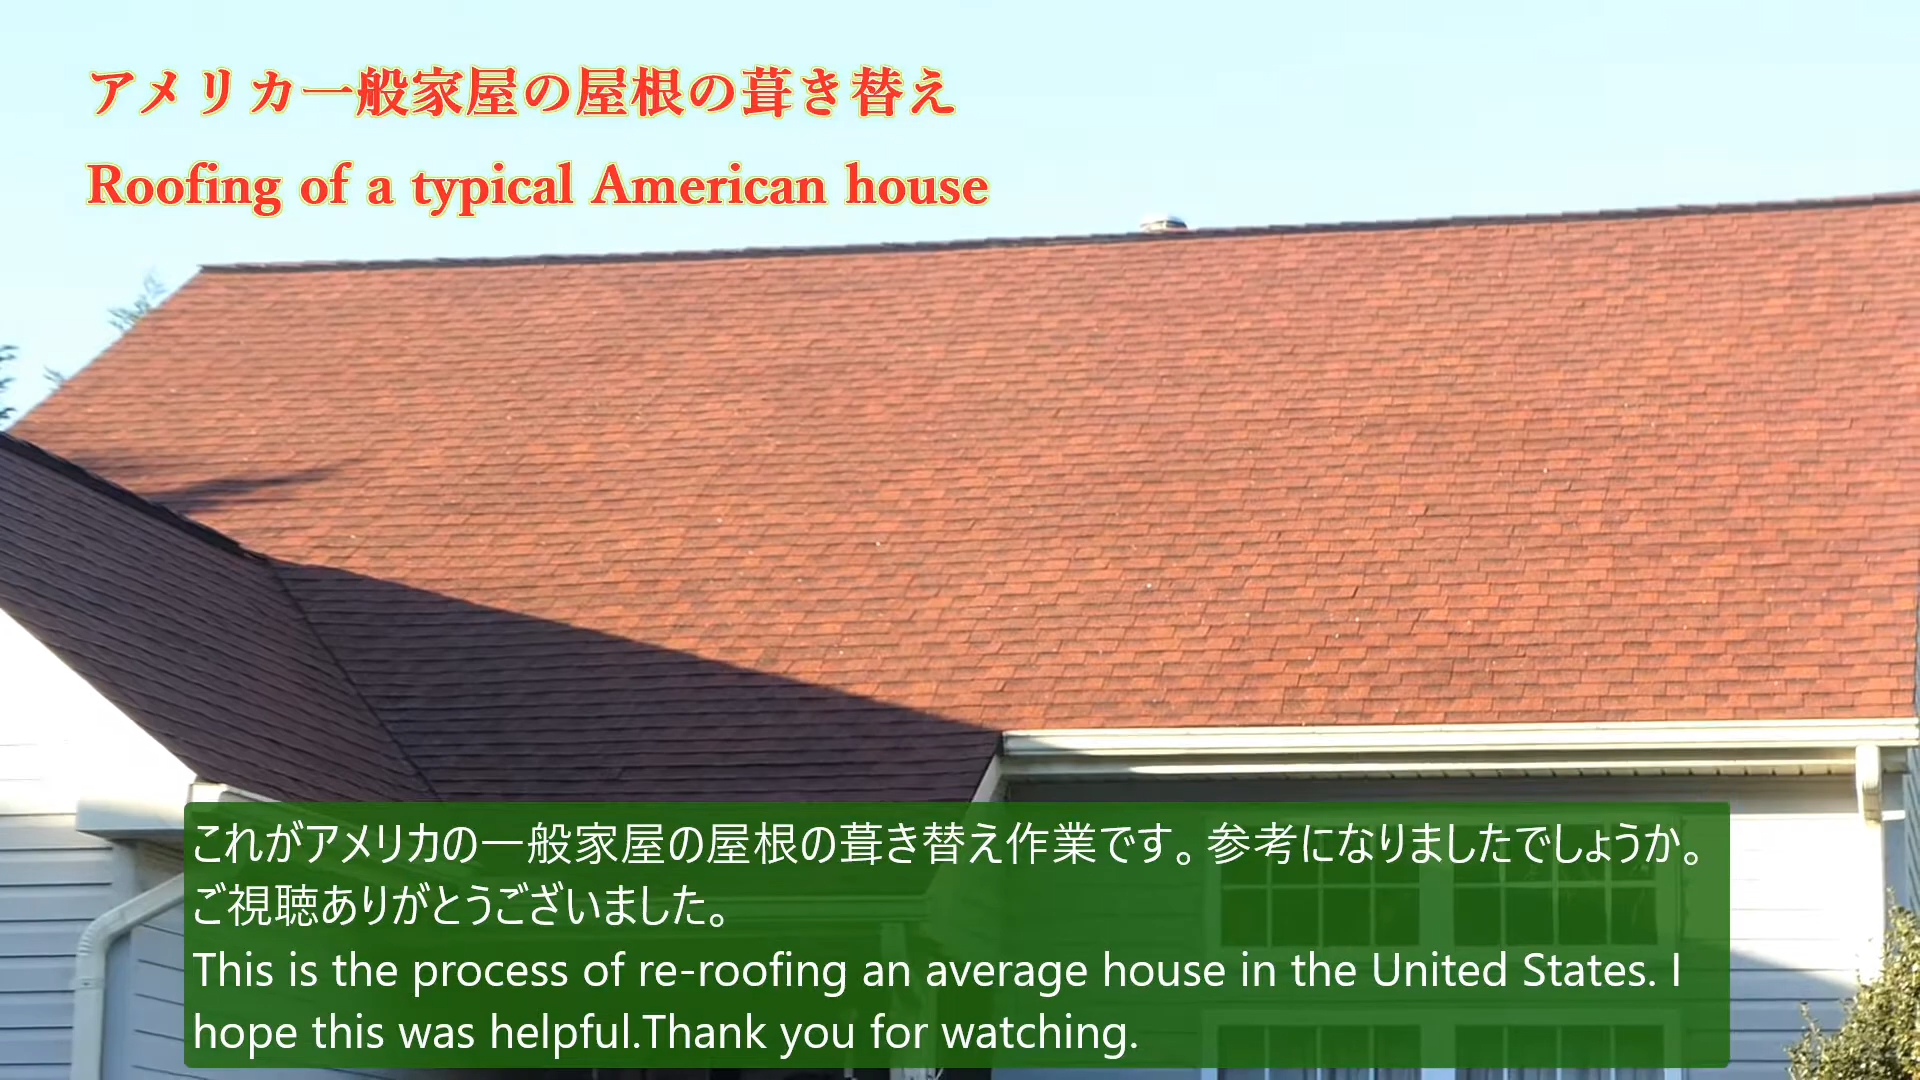 アメリカ一般家屋の屋根の葺き替え
Roofing of a typical American house
これがアメリカの一般家屋の屋根の葺き替え作業です。参考になりましたでしょうか。
ご視聴ありがとうございました。
This is the process of re-roofing an average house in the United States. I
hope this was helpful.Thank you for watching.